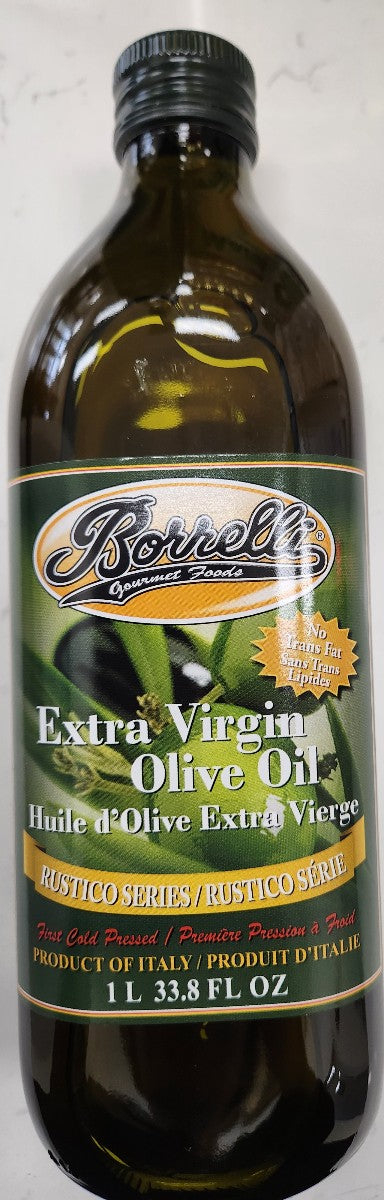 Borrelli®
Gourmet Foods
No
Trans Fat
Sans Trans
Lipides
Extra Virgin
Olive Oil
Huile d'Olive Extra Vierge
RUSTICO SERIES / RUSTICO SÉRIE
First Cold Pressed / Première Pression à Froid
PRODUCT OF ITALY / PRODUIT D'ITALIE
1 L 33.8 FL OZ